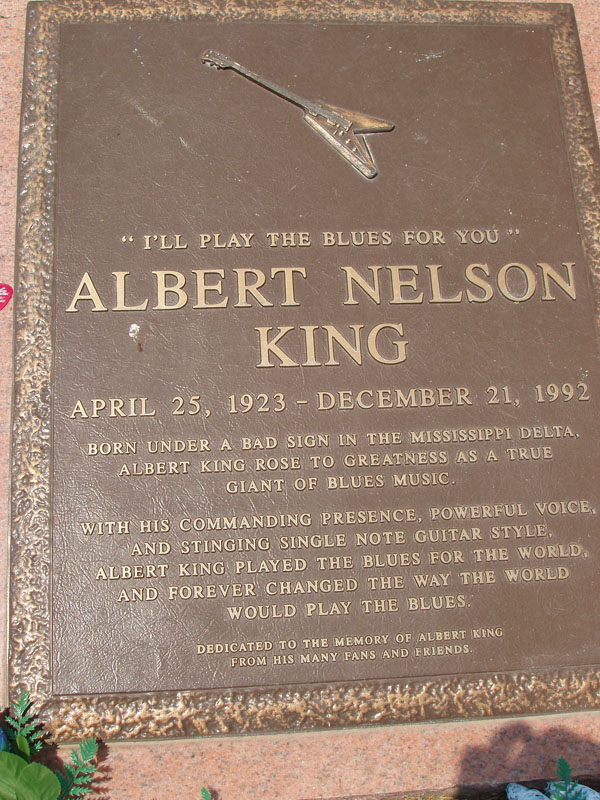 “ I'LL PLAY THE BLUES FOR YOU ”
ALBERT NELSON
KING
APRIL 25, 1923 – DECEMBER 21, 1992
BORN UNDER A BAD SIGN IN THE MISSISSIPPI DELTA,
ALBERT KING ROSE TO GREATNESS AS A TRUE
GIANT OF BLUES MUSIC.
WITH HIS COMMANDING PRESENCE, POWERFUL VOICE,
AND STINGING SINGLE NOTE GUITAR STYLE,
ALBERT KING PLAYED THE BLUES FOR THE WORLD,
AND FOREVER CHANGED THE WAY THE WORLD
WOULD PLAY THE BLUES.
DEDICATED TO THE MEMORY OF ALBERT KING
FROM HIS MANY FANS AND FRIENDS.